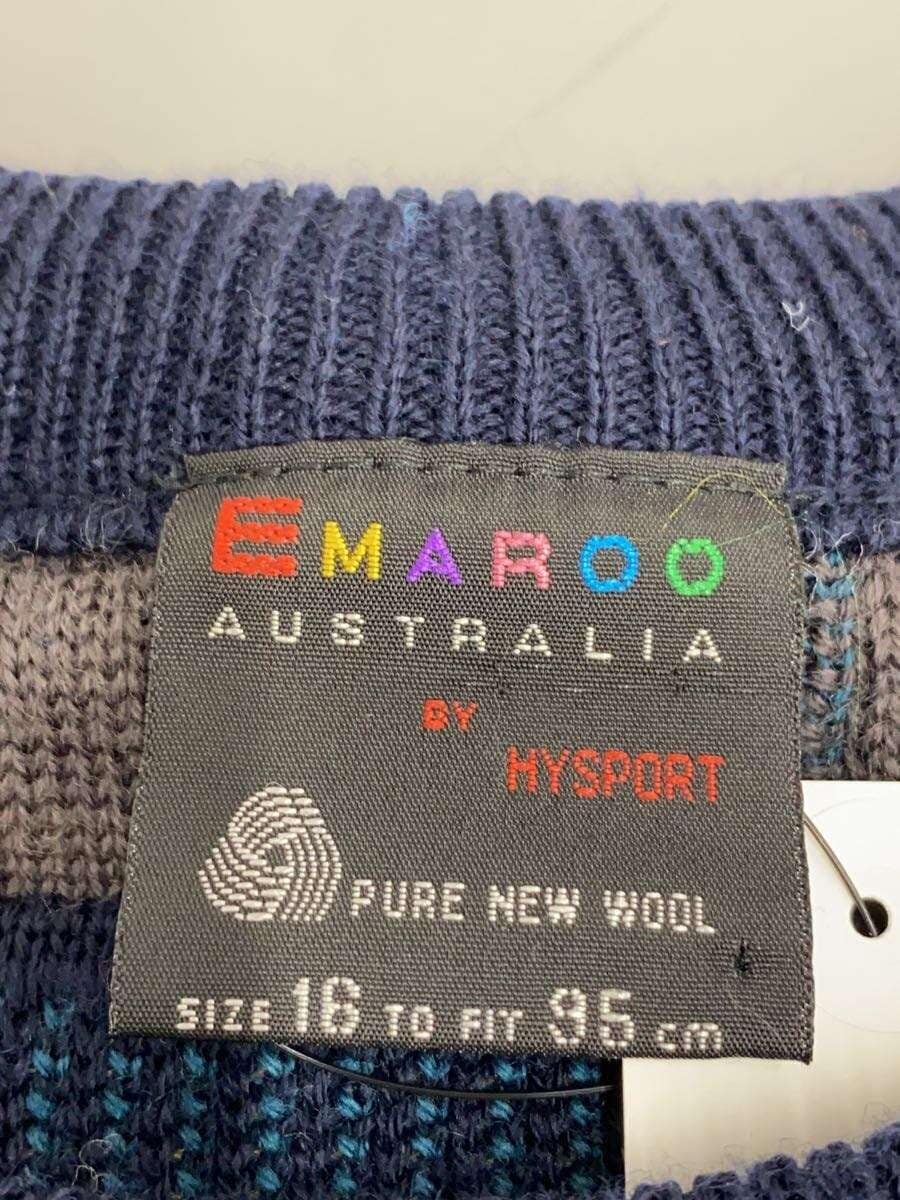 EMAROO
AUSTRALIA
BY
HYSPORT
PURE NEW WOOL
SIZE 16 TO FIT 95 cm